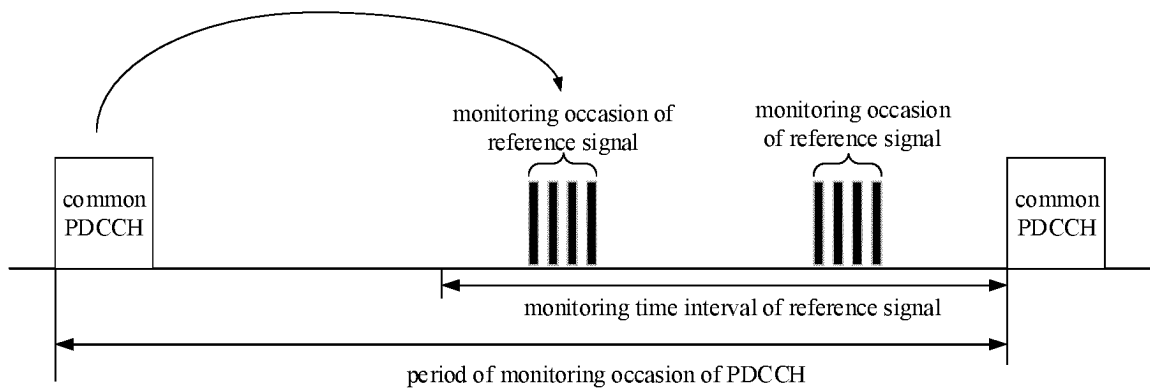 monitoring occasion of
reference signal
monitoring occasion
of reference signal
common
PDCCH
common
PDCCH
monitoring time interval of reference signal
period of monitoring occasion of PDCCH